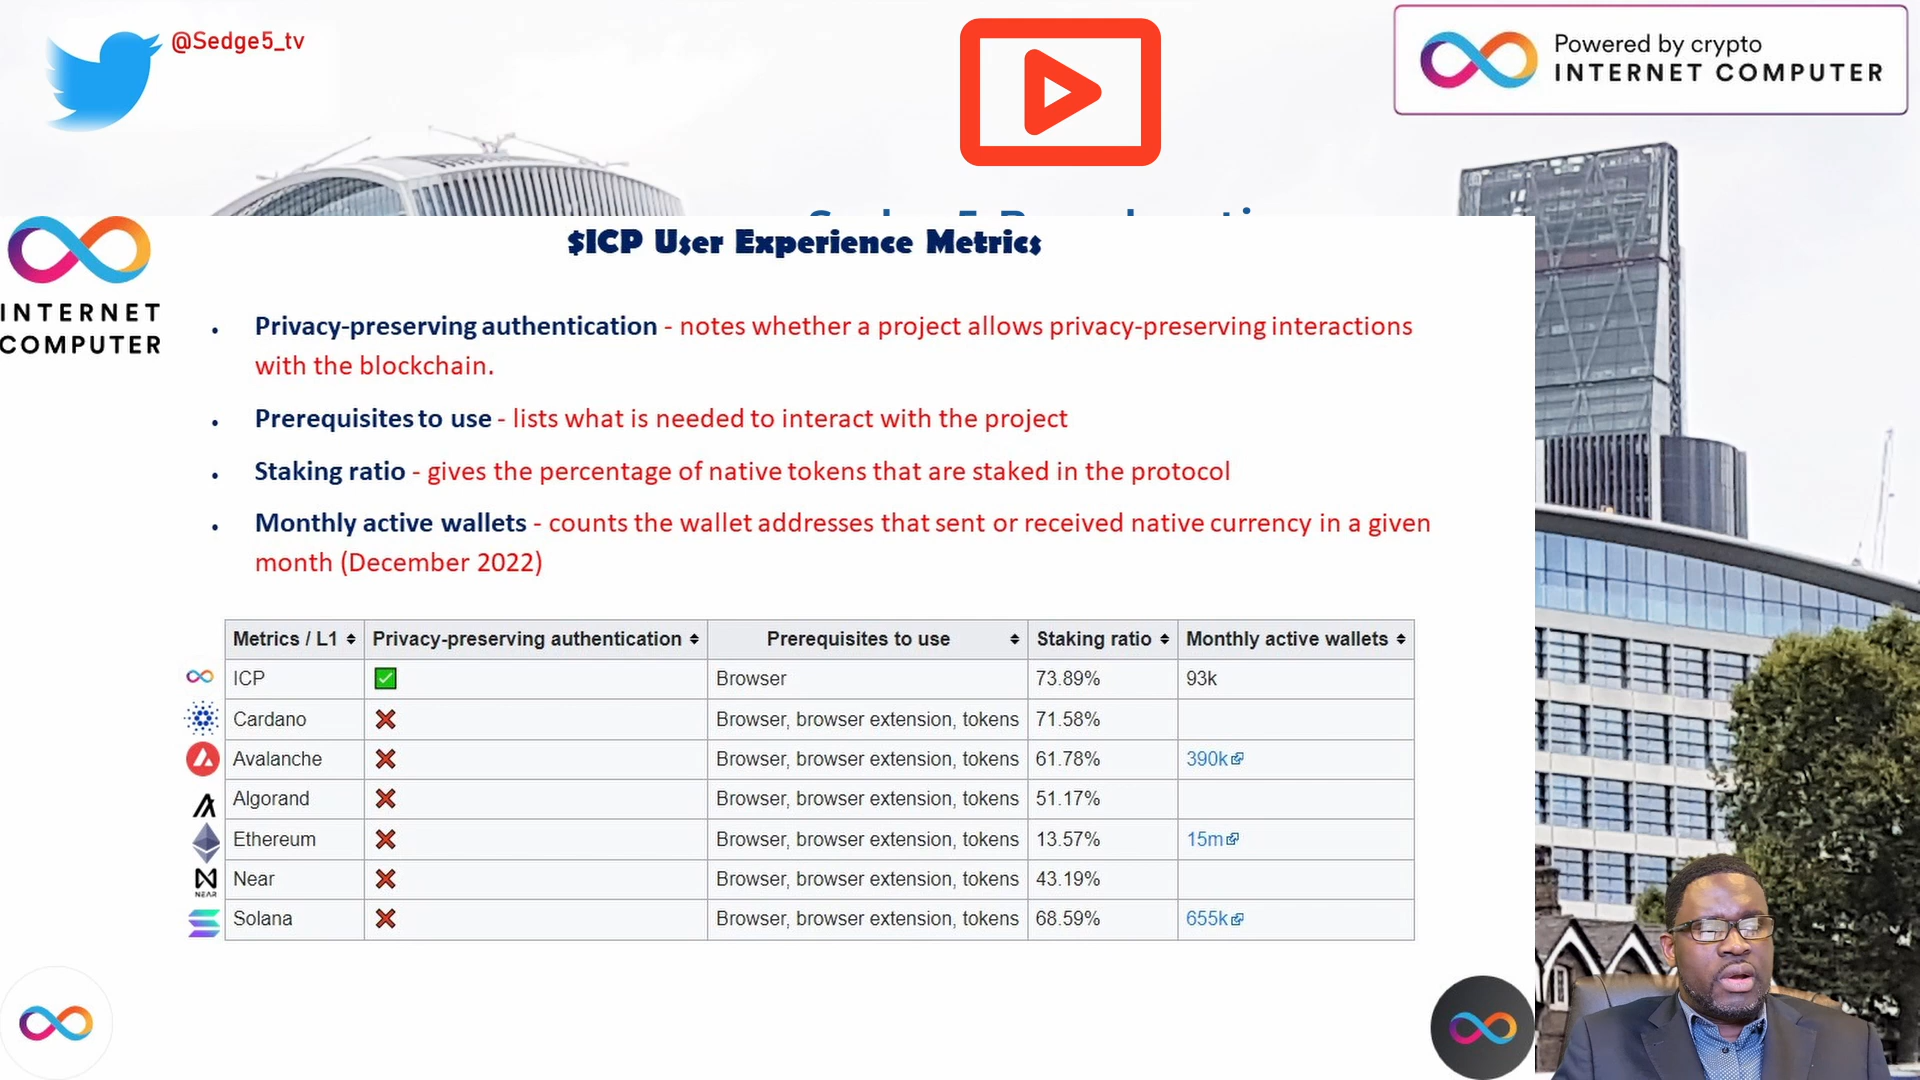 @Sedge5_tv
Powered by crypto
INTERNET COMPUTER
$ICP User Experience Metrics
INTERNET
COMPUTER
• Privacy-preserving authentication - notes whether a project allows privacy-preserving interactions
with the blockchain.
• Prerequisites to use - lists what is needed to interact with the project
• Staking ratio - gives the percentage of native tokens that are staked in the protocol
• Monthly active wallets - counts the wallet addresses that sent or received native currency in a given
month (December 2022)
Metrics / L1 Privacy-preserving authentication Prerequisites to use Staking ratio Monthly active wallets
ICP Browser 73.89% 93k
Cardano Browser, browser extension, tokens 71.58%
Avalanche Browser, browser extension, tokens 61.78% 390k
Algorand Browser, browser extension, tokens 51.17%
Ethereum Browser, browser extension, tokens 13.57% 15m
Near Browser, browser extension, tokens 43.19%
NEAR
Solana Browser, browser extension, tokens 68.59% 655k